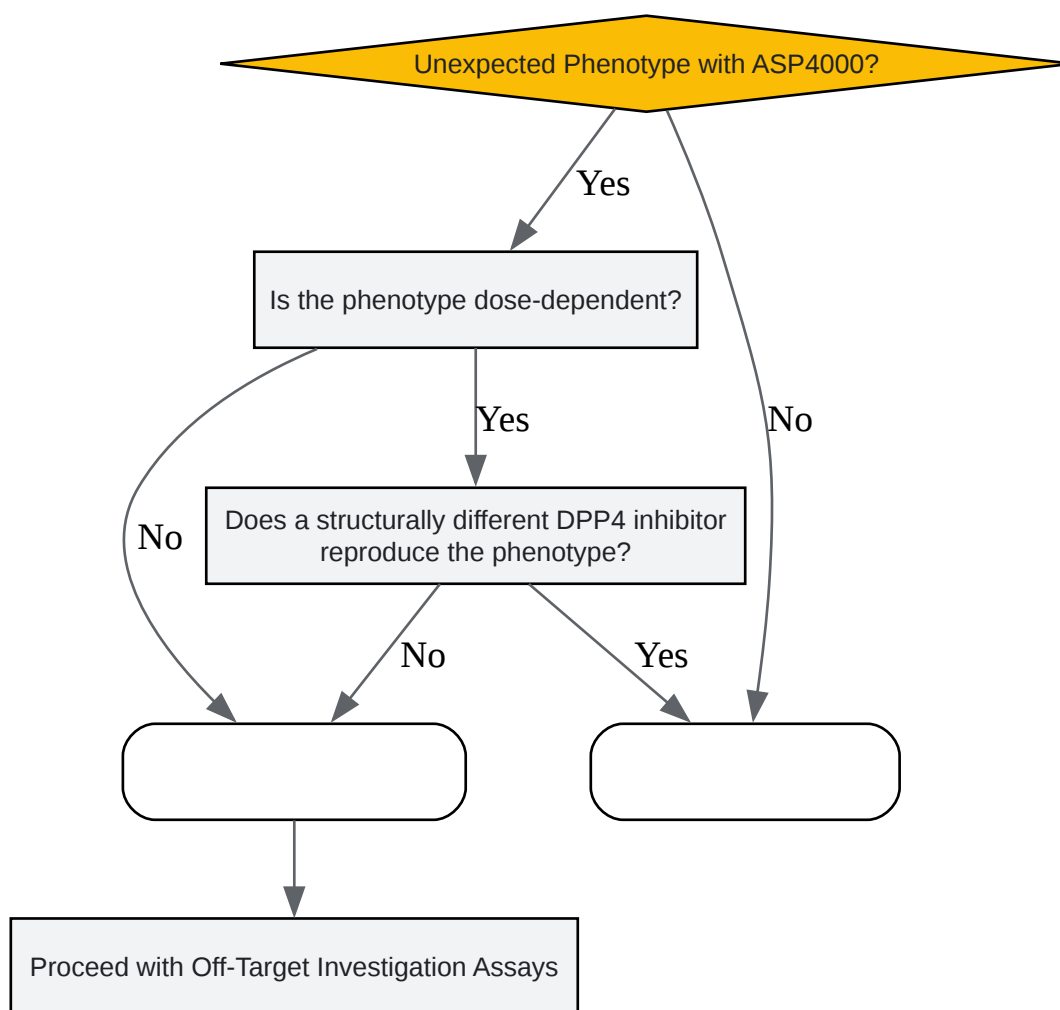 Unexpected Phenotype with ASP4000?
Yes
Is the phenotype dose-dependent?
Yes
No
No
Does a structurally different DPP4 inhibitor
reproduce the phenotype?
No
Yes
Proceed with Off-Target Investigation Assays